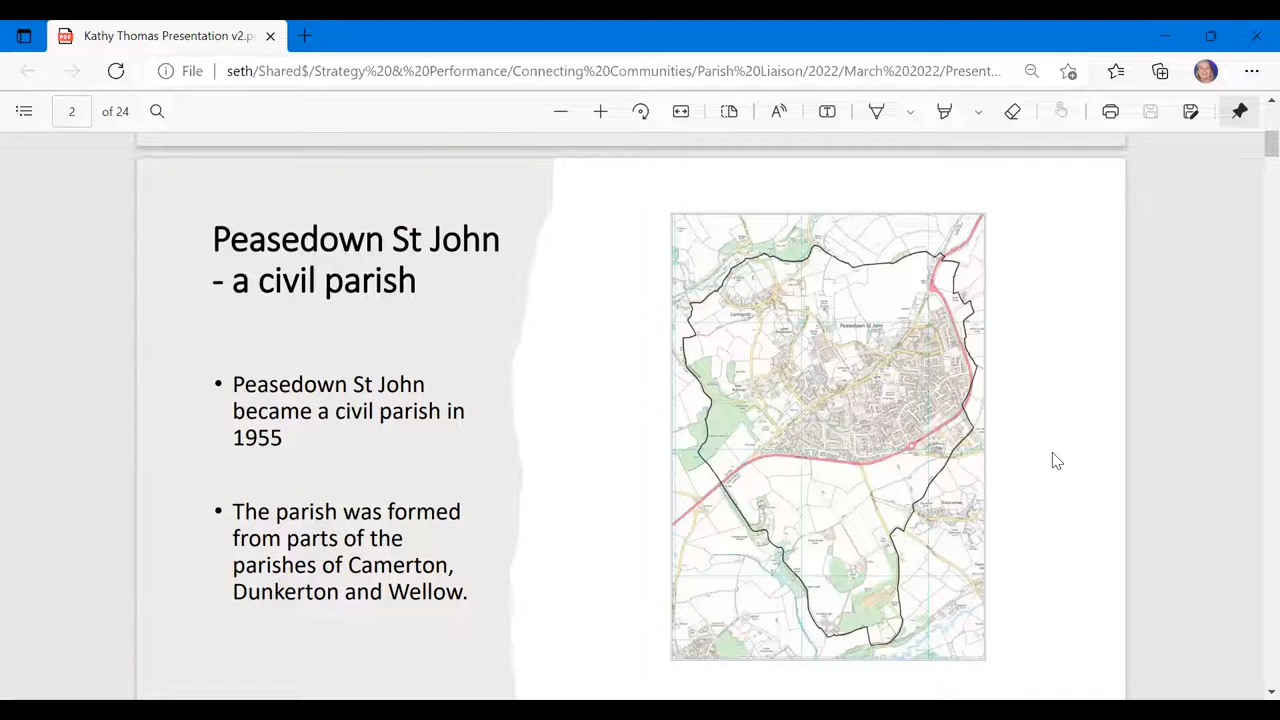 Kathy Thomas Presentation v2.p
File
seth/Shared$/Strategy%20&%20Performance/Connecting%20Communities/Parish%20Liaison/2022/March%202022/Present...
2 of 24
Peasedown St John
- a civil parish
• Peasedown St John
became a civil parish in
1955
• The parish was formed
from parts of the
parishes of Camerton,
Dunkerton and Wellow.
Peasedown St John